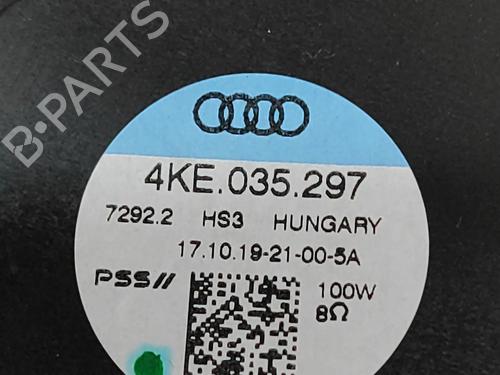 B-PARTS
4KE.035.297
7292.2 HS3 HUNGARY
17.10.19-21-00-5A
PSS//
100W
8Ω